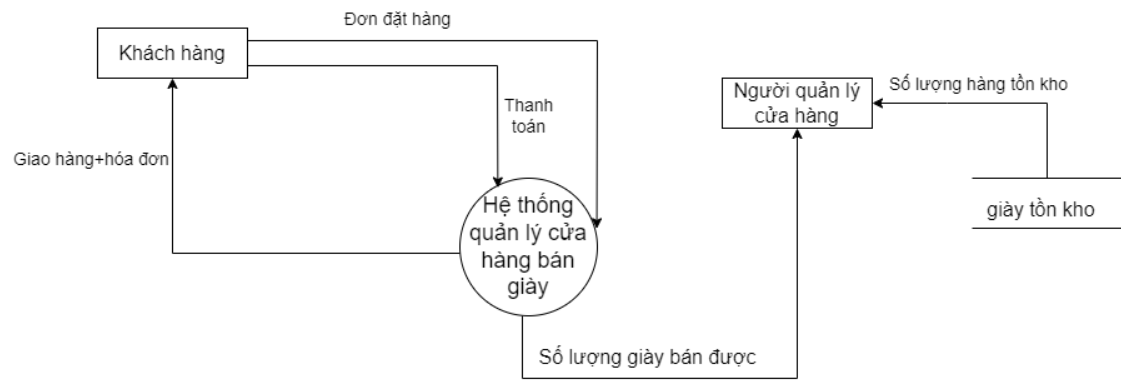 Đơn đặt hàng
Khách hàng
Thanh
toán
Giao hàng+hóa đơn
Hệ thống
quản lý cửa
hàng bán
giày
Số lượng giày bán được
Người quản lý
cửa hàng
Số lượng hàng tồn kho
giày tồn kho